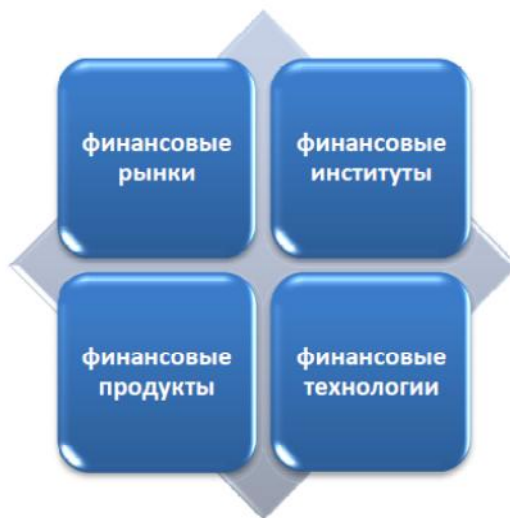 финансовые
рынки
финансовые
институты
финансовые
продукты
финансовые
технологии